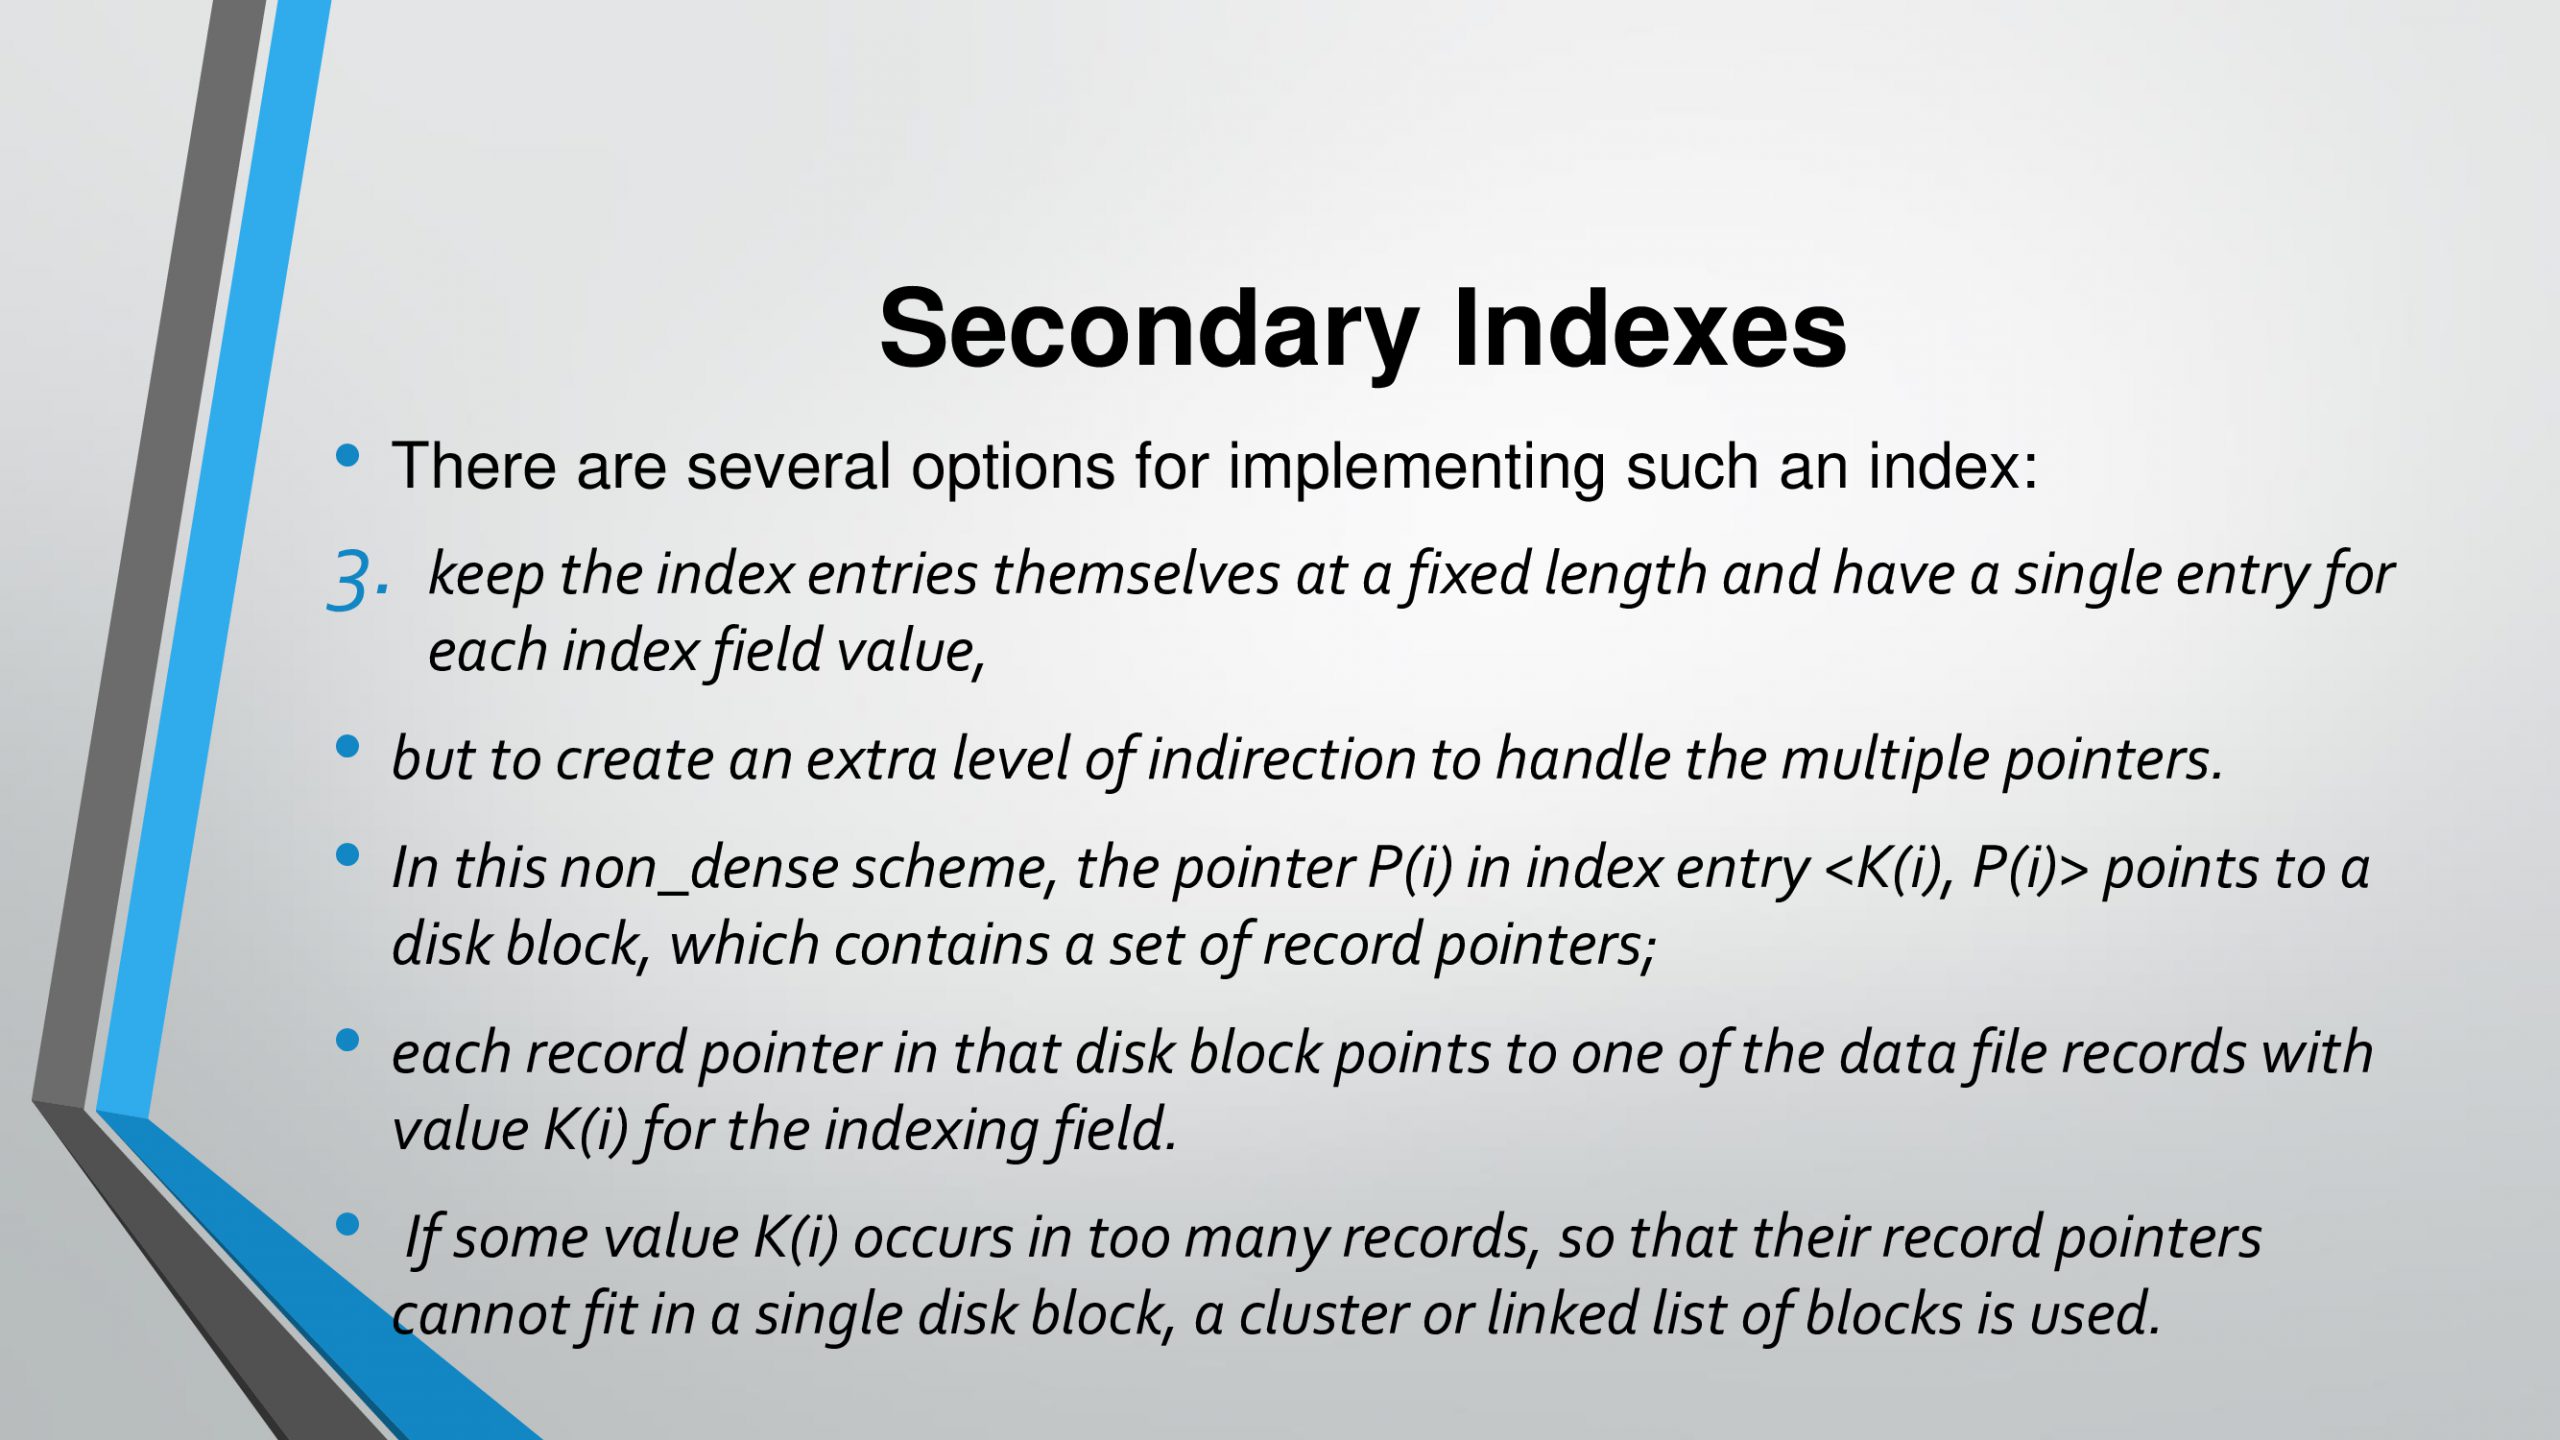 Secondary Indexes
• There are several options for implementing such an index:
3. keep the index entries themselves at a fixed length and have a single entry for
each index field value,
• but to create an extra level of indirection to handle the multiple pointers.
• In this non_dense scheme, the pointer P(i) in index entry <K(i), P(i)> points to a
disk block, which contains a set of record pointers;
• each record pointer in that disk block points to one of the data file records with
value K(i) for the indexing field.
• If some value K(i) occurs in too many records, so that their record pointers
cannot fit in a single disk block, a cluster or linked list of blocks is used.